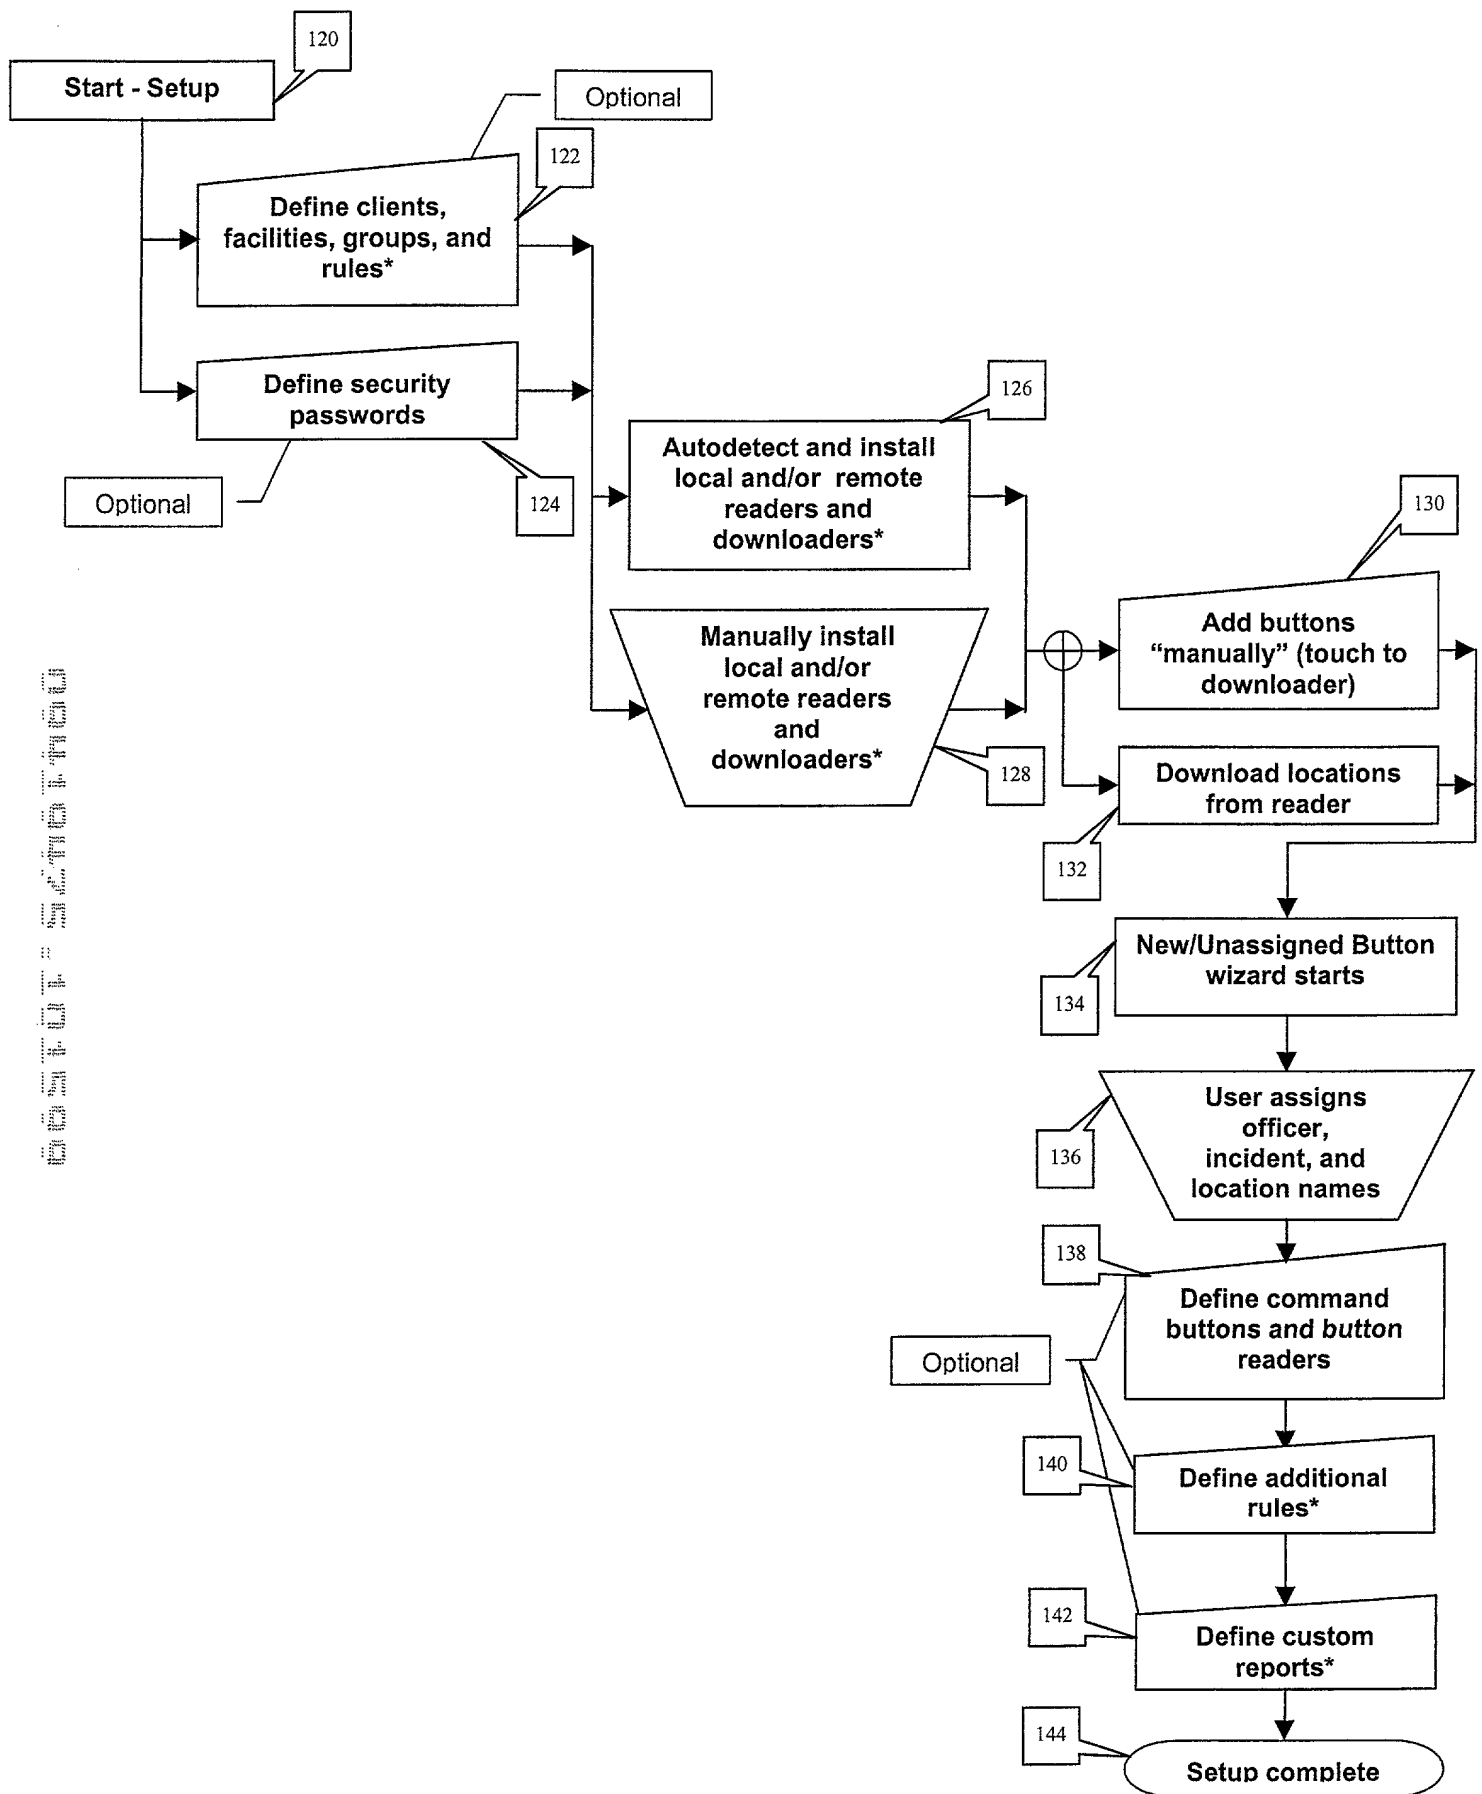 120
Start - Setup
Optional
122
Define clients,
facilities, groups, and
rules*
Define security
passwords
Optional
124
126
Autodetect and install
local and/or remote
readers and
downloaders*
Manually install
local and/or
remote readers
and
downloaders*
128
130
Add buttons
“manually” (touch to
downloader)
Download locations
from reader
132
New/Unassigned Button
wizard starts
134
User assigns
officer,
incident, and
location names
136
138
Define command
buttons and button
readers
Optional
140
Define additional
rules*
142
Define custom
reports*
144
Setup complete